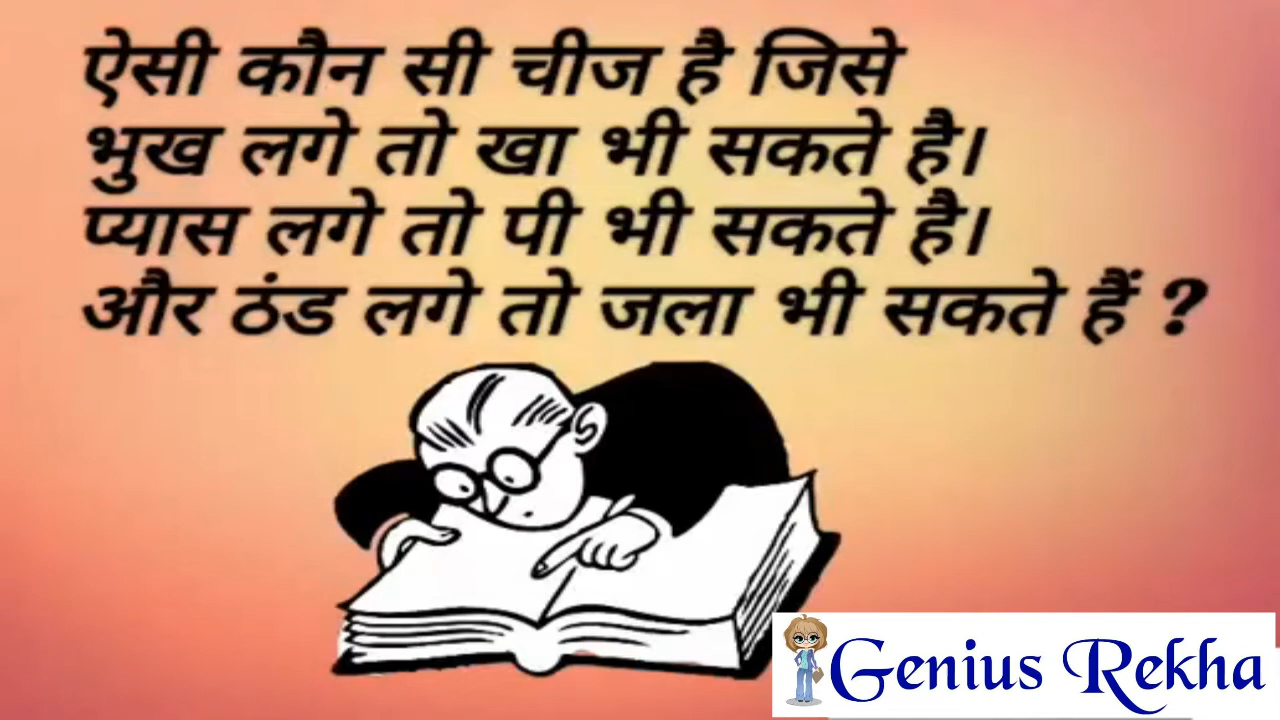 ऐसी कौन सी चीज है जिसे
भुख लगे तो खा भी सकते है।
प्यास लगे तो पी भी सकते है।
और ठंड लगे तो जला भी सकते हैं ?
Genius Rekha